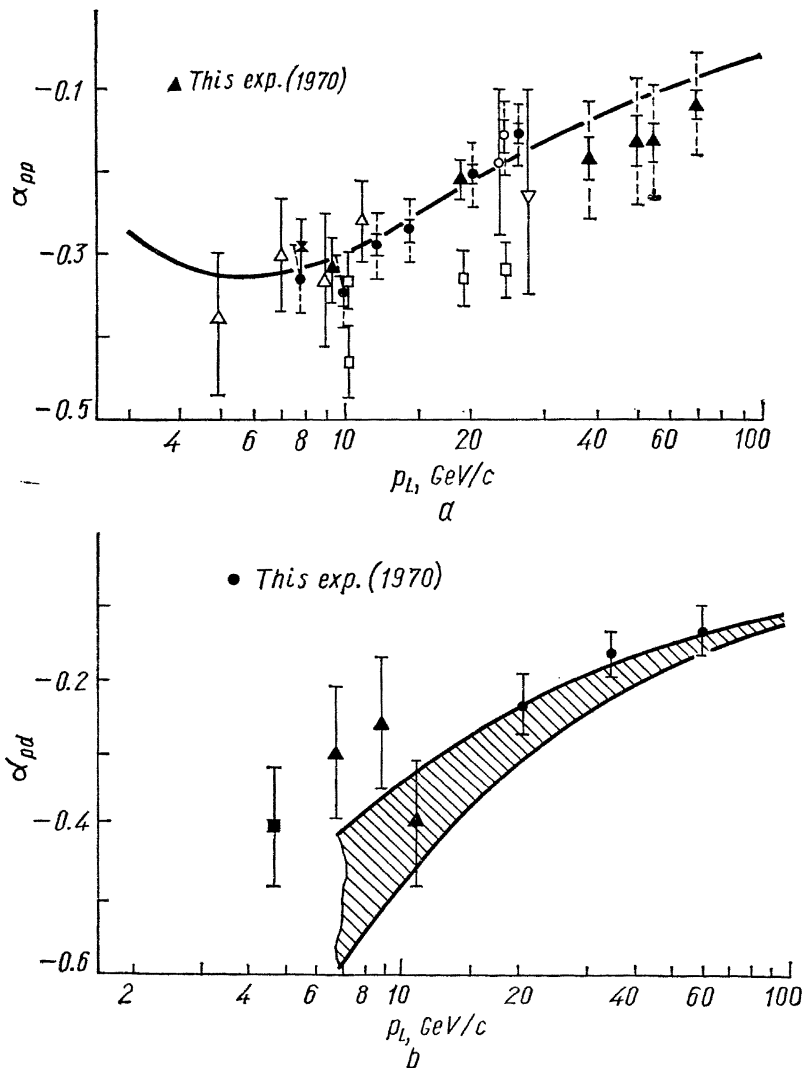 −0.1
▲ This exp. (1970)
α pp
−0.3
−0.5
4 6 8 10 20 40 60 100
p_L, GeV/c
a
● This exp. (1970)
−0.2
α pd
−0.4
−0.6
2 4 6 8 10 20 40 60 100
p_L, GeV/c
b